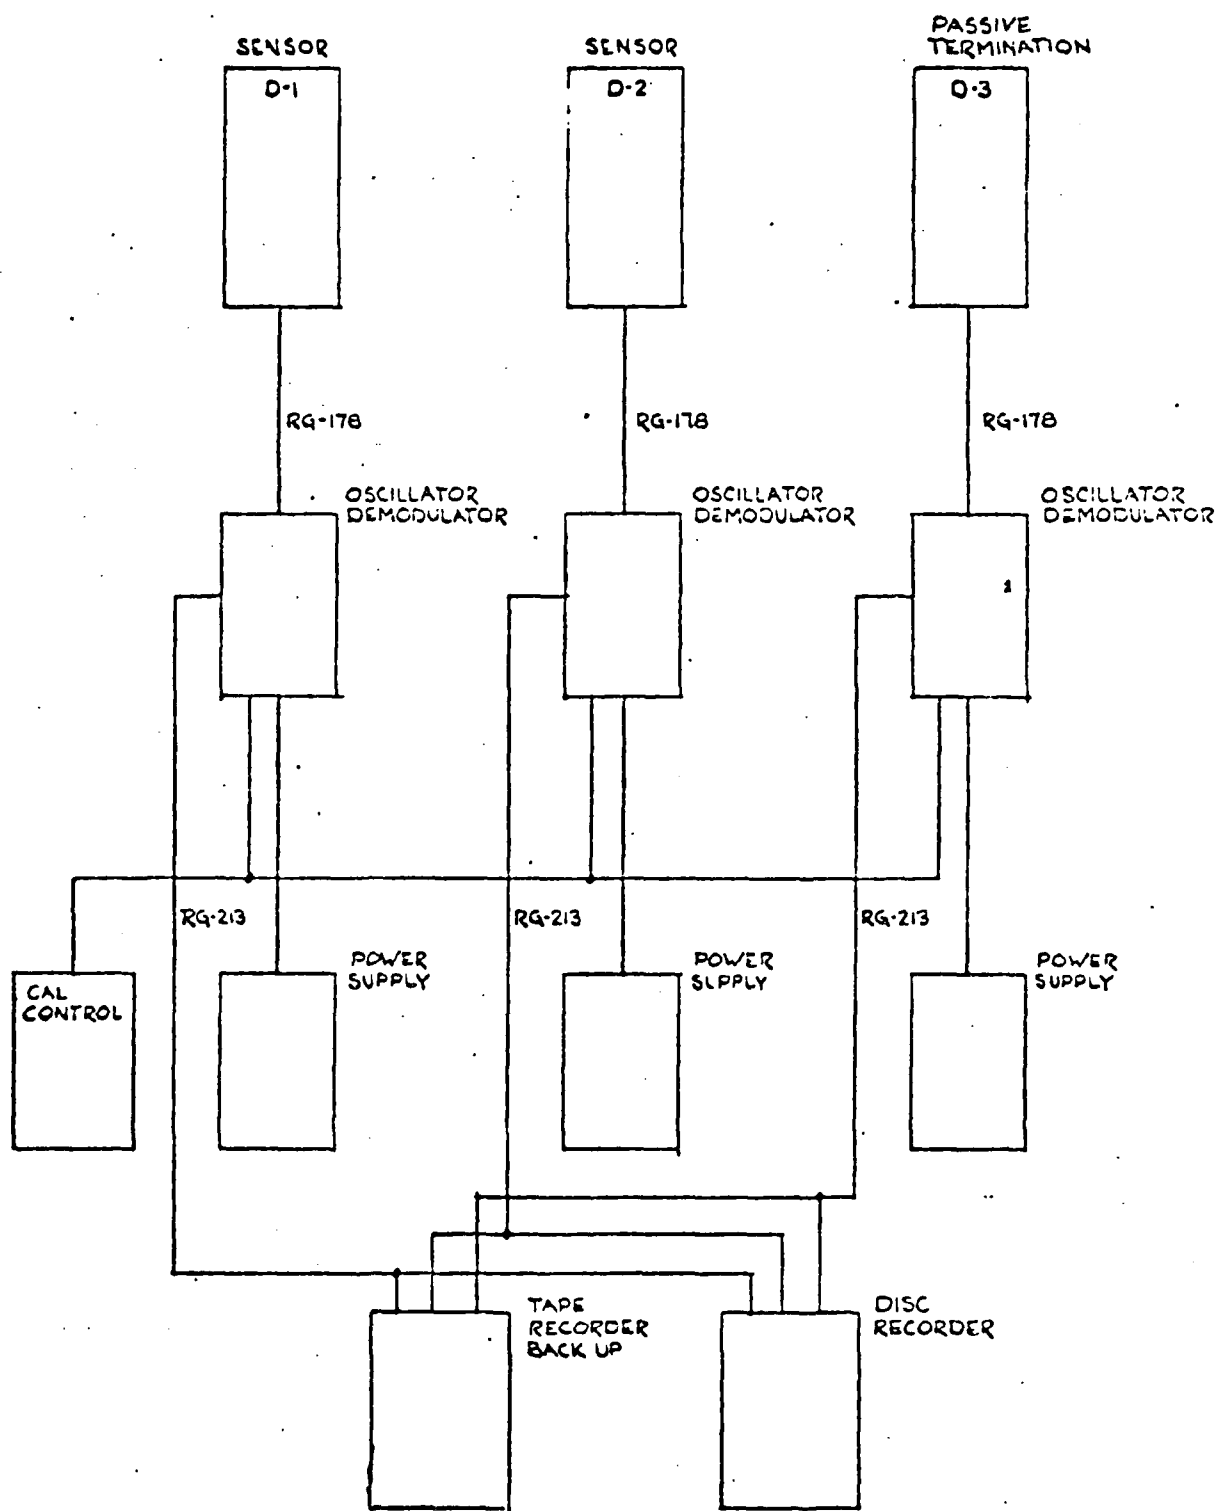 SENSOR
D-1
SENSOR
D-2
PASSIVE
TERMINATION
D-3
RG-178
RG-178
RG-178
OSCILLATOR
DEMODULATOR
OSCILLATOR
DEMODULATOR
OSCILLATOR
DEMODULATOR
RG-213
RG-213
RG-213
CAL
CONTROL
POWER
SUPPLY
POWER
SUPPLY
POWER
SUPPLY
TAPE
RECORDER
BACK UP
DISC
RECORDER